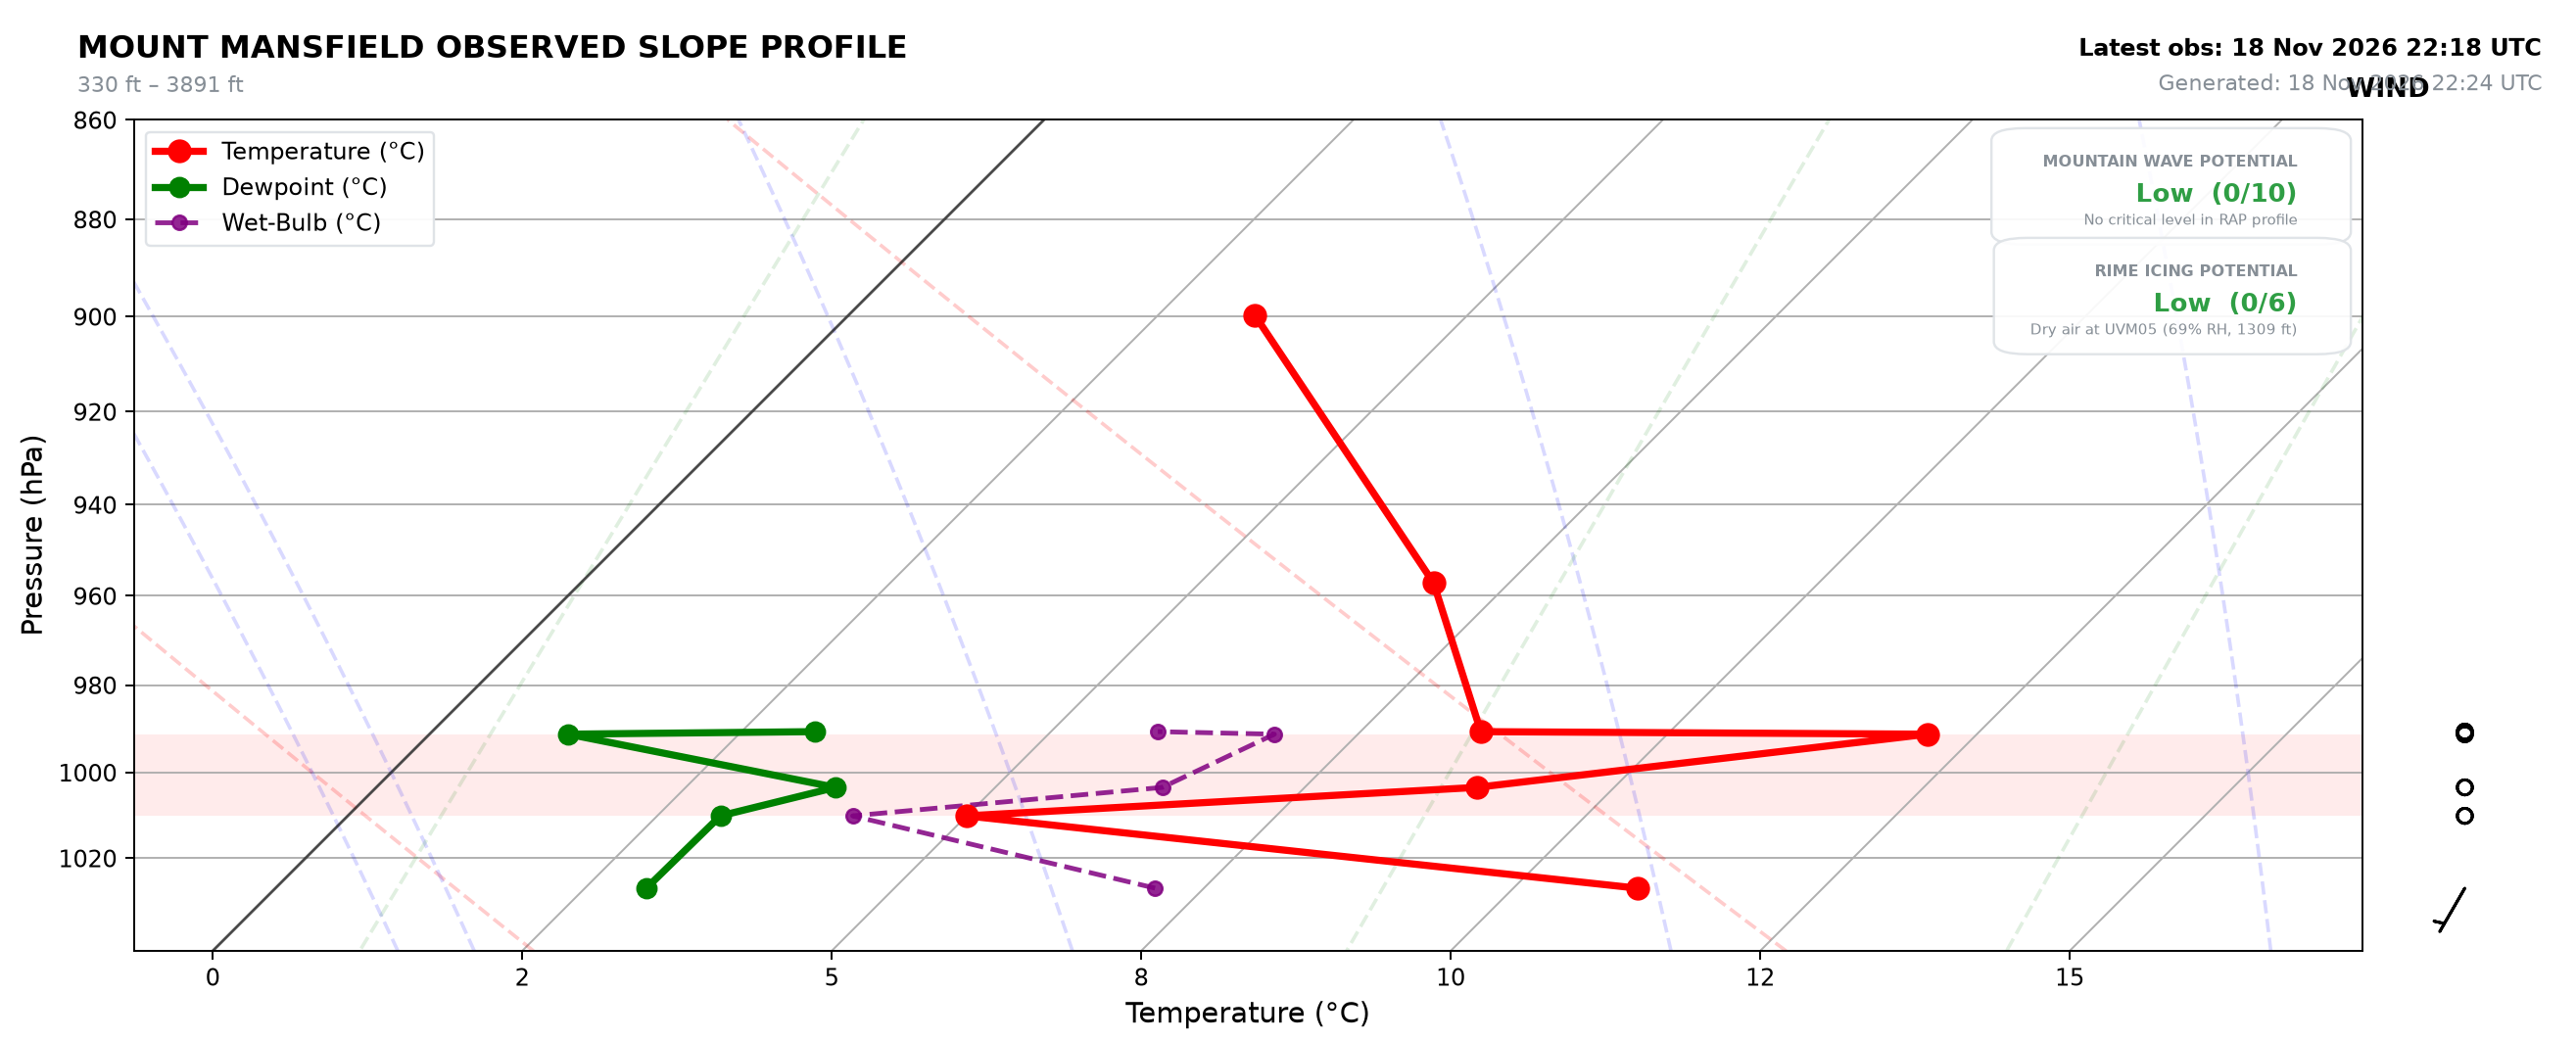 MOUNT MANSFIELD OBSERVED SLOPE PROFILE
330 ft – 3891 ft
Latest obs: 18 Nov 2026 22:18 UTC
Generated: 18 Nov 2026 22:24 UTC
WIND
Temperature (°C)
Dewpoint (°C)
Wet-Bulb (°C)
MOUNTAIN WAVE POTENTIAL
Low (0/10)
No critical level in RAP profile
RIME ICING POTENTIAL
Low (0/6)
Dry air at UVM05 (69% RH, 1309 ft)
Pressure (hPa)
860
880
900
920
940
960
980
1000
1020
0 2 5 8 10 12 15
Temperature (°C)